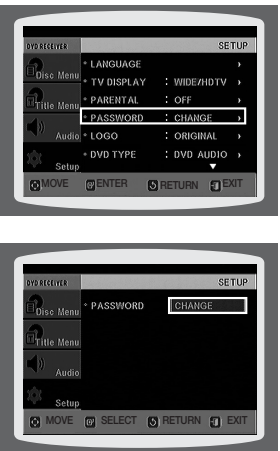 DVD RECEIVER SETUP
LANGUAGE
Disc Menu
TV DISPLAY : WIDE/HDTV
PARENTAL : OFF
Title Menu
PASSWORD : CHANGE
Audio
LOGO : ORIGINAL
DVD TYPE : DVD AUDIO
Setup
MOVE ENTER RETURN EXIT
DVD RECEIVER SETUP
Disc Menu
PASSWORD CHANGE
Title Menu
Audio
Setup
MOVE SELECT RETURN EXIT